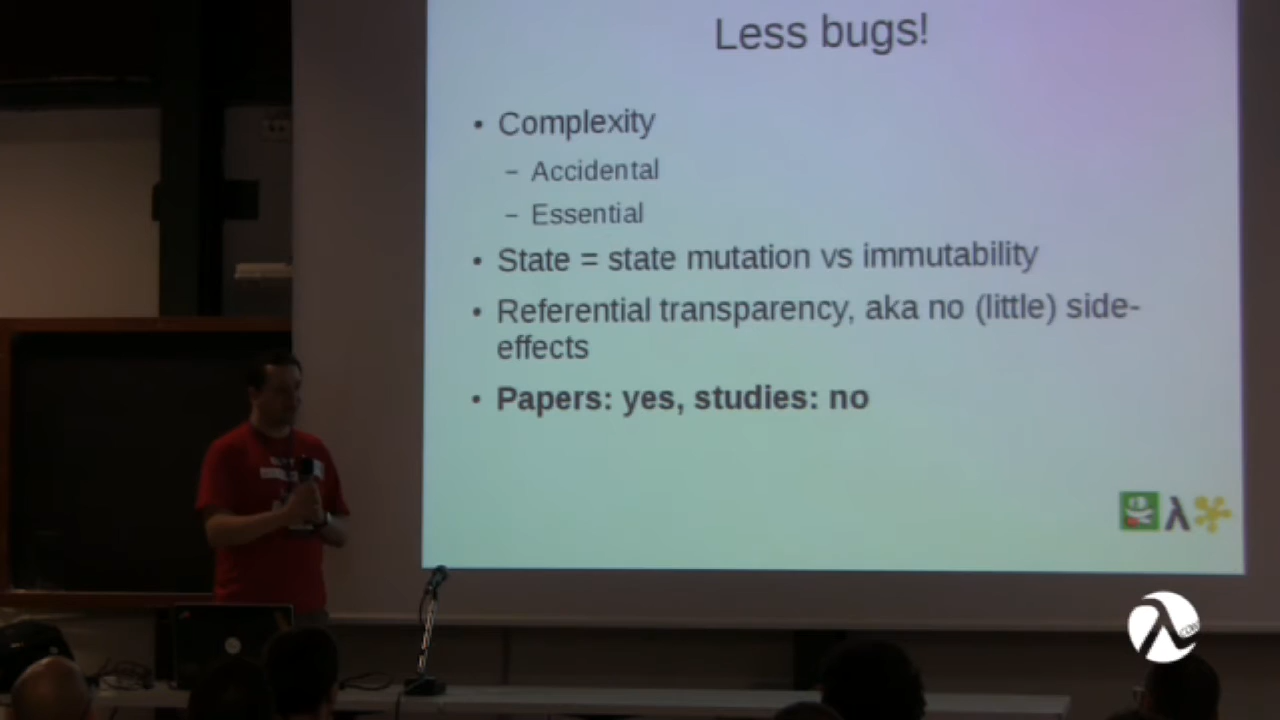 Less bugs!
• Complexity
– Accidental
– Essential
• State = state mutation vs immutability
• Referential transparency, aka no (little) side-
effects
• Papers: yes, studies: no
λ